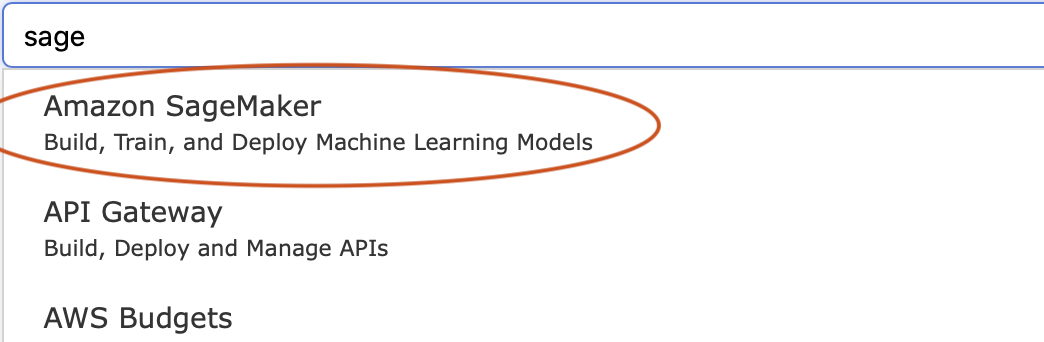 sage
Amazon SageMaker
Build, Train, and Deploy Machine Learning Models
API Gateway
Build, Deploy and Manage APIs
AWS Budgets